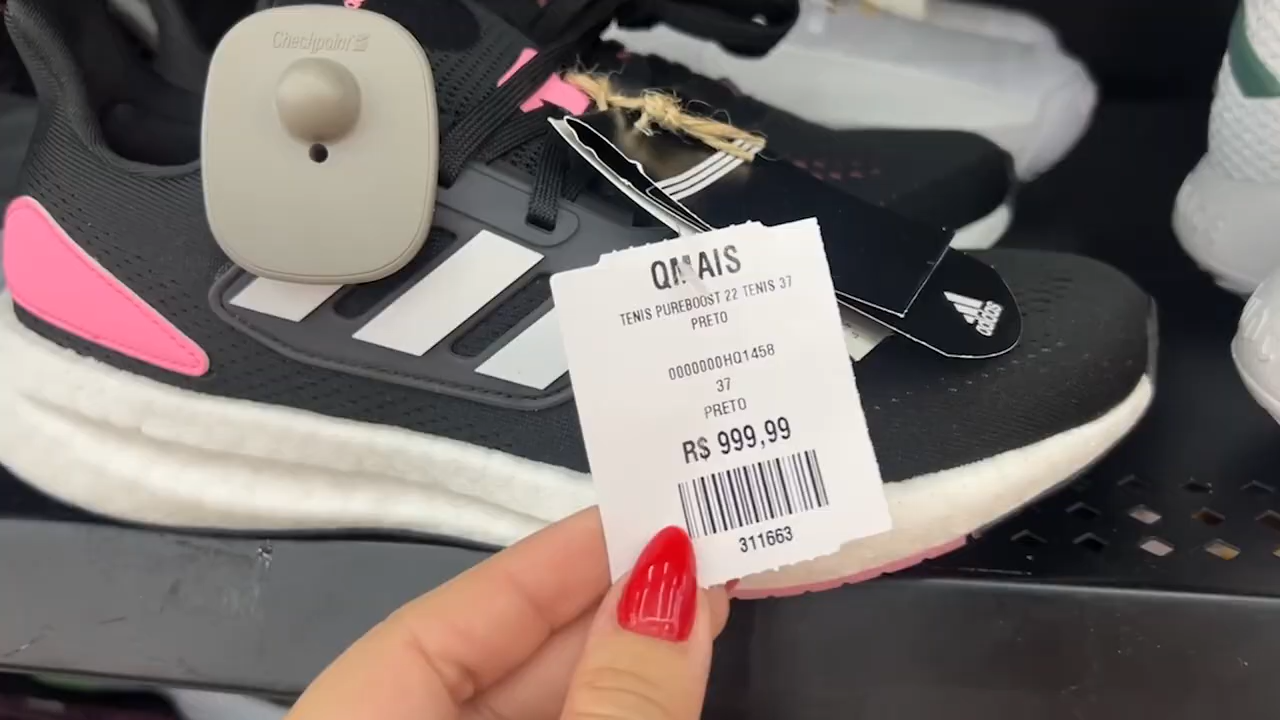 Checkpoint
QMAIS
TENIS PUREBOOST 22 TENIS 37
PRETO
0000000HQ1458
37
PRETO
R$ 999,99
311663
adidas